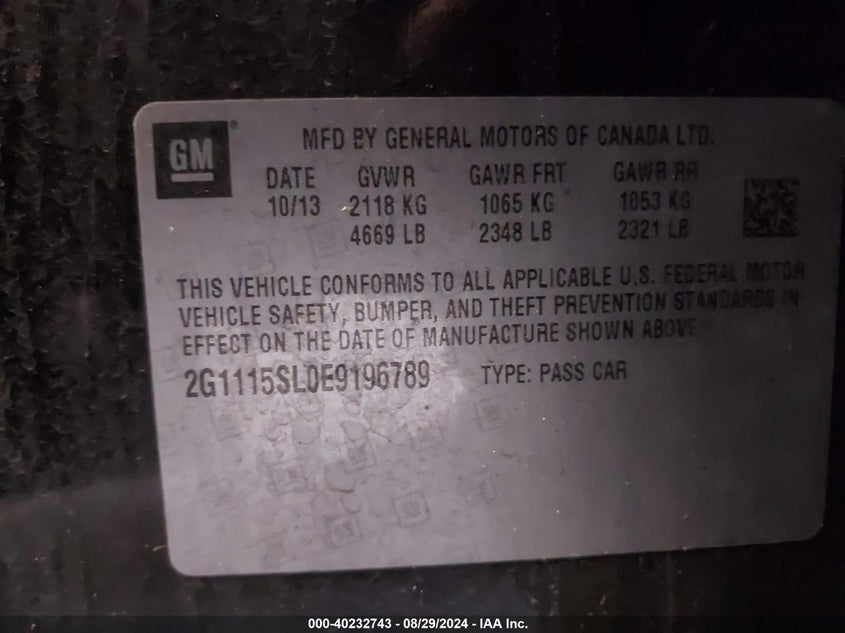 GM ® MFD BY GENERAL MOTORS OF CANADA LTD.
DATE GVWR GAWR FRT GAWR RR
10/13 2118 KG 1065 KG 1053 KG
4669 LB 2348 LB 2321 LB
THIS VEHICLE CONFORMS TO ALL APPLICABLE U.S. FEDERAL MOTOR
VEHICLE SAFETY, BUMPER, AND THEFT PREVENTION STANDARDS IN
EFFECT ON THE DATE OF MANUFACTURE SHOWN ABOVE
2G1115SL0E9196789 TYPE: PASS CAR
000-40232743 - 08/29/2024 - IAA Inc.